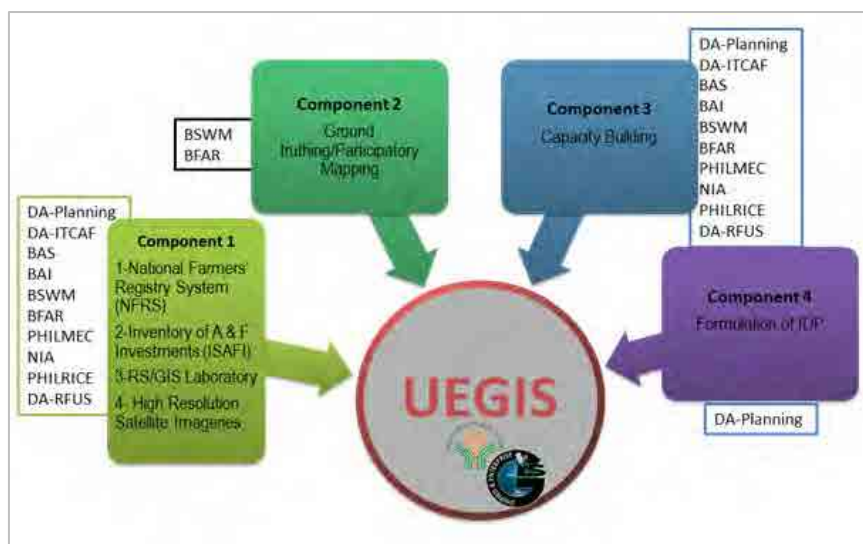 BSWM
BFAR
Component 2
Ground
truthing/Participatory
Mapping
Component 3
Capacity Building
DA-Planning
DA-ITCAF
BAS
BAI
BSWM
BFAR
PHILMEC
NIA
PHILRICE
DA-RFUS
DA-Planning
DA-ITCAF
BAS
BAI
BSWM
BFAR
PHILMEC
NIA
PHILRICE
DA-RFUS
Component 1
1-National Farmers'
Registry System
(NFRS)
2-Inventory of A & F
Investments (ISAFI)
3-RS/GIS Laboratory
4- High Resolution
Satellite Imageries
Component 4
Formulation of IDP
DA-Planning
UEGIS